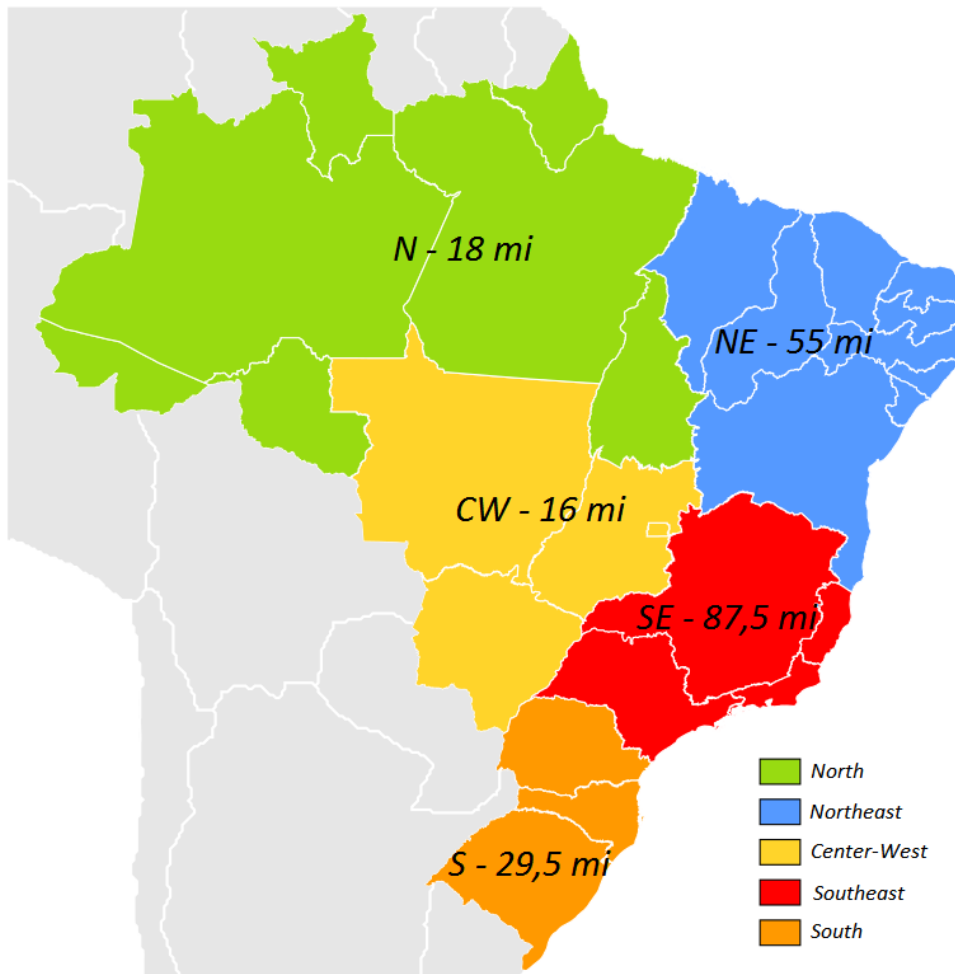 N - 18 mi
NE - 55 mi
CW - 16 mi
SE - 87,5 mi
S - 29,5 mi
North
Northeast
Center-West
Southeast
South